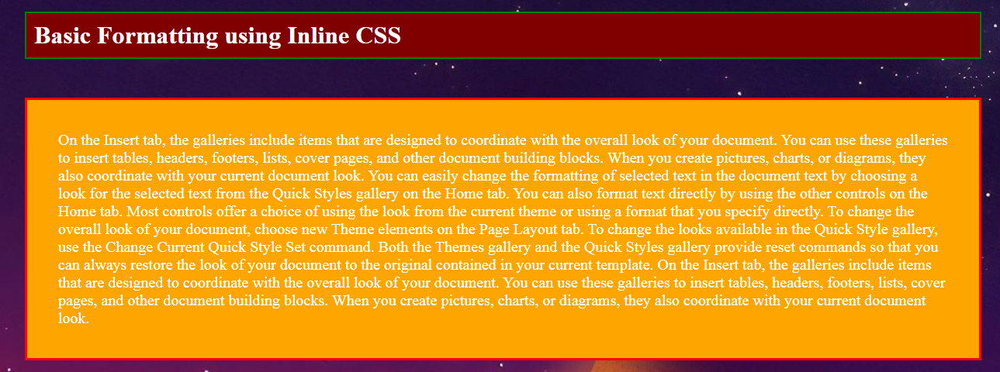 Basic Formatting using Inline CSS
On the Insert tab, the galleries include items that are designed to coordinate with the overall look of your document. You can use these galleries
to insert tables, headers, footers, lists, cover pages, and other document building blocks. When you create pictures, charts, or diagrams, they
also coordinate with your current document look. You can easily change the formatting of selected text in the document text by choosing a
look for the selected text from the Quick Styles gallery on the Home tab. You can also format text directly by using the other controls on the
Home tab. Most controls offer a choice of using the look from the current theme or using a format that you specify directly. To change the
overall look of your document, choose new Theme elements on the Page Layout tab. To change the looks available in the Quick Style gallery,
use the Change Current Quick Style Set command. Both the Themes gallery and the Quick Styles gallery provide reset commands so that you
can always restore the look of your document to the original contained in your current template. On the Insert tab, the galleries include items
that are designed to coordinate with the overall look of your document. You can use these galleries to insert tables, headers, footers, lists, cover
pages, and other document building blocks. When you create pictures, charts, or diagrams, they also coordinate with your current document
look.